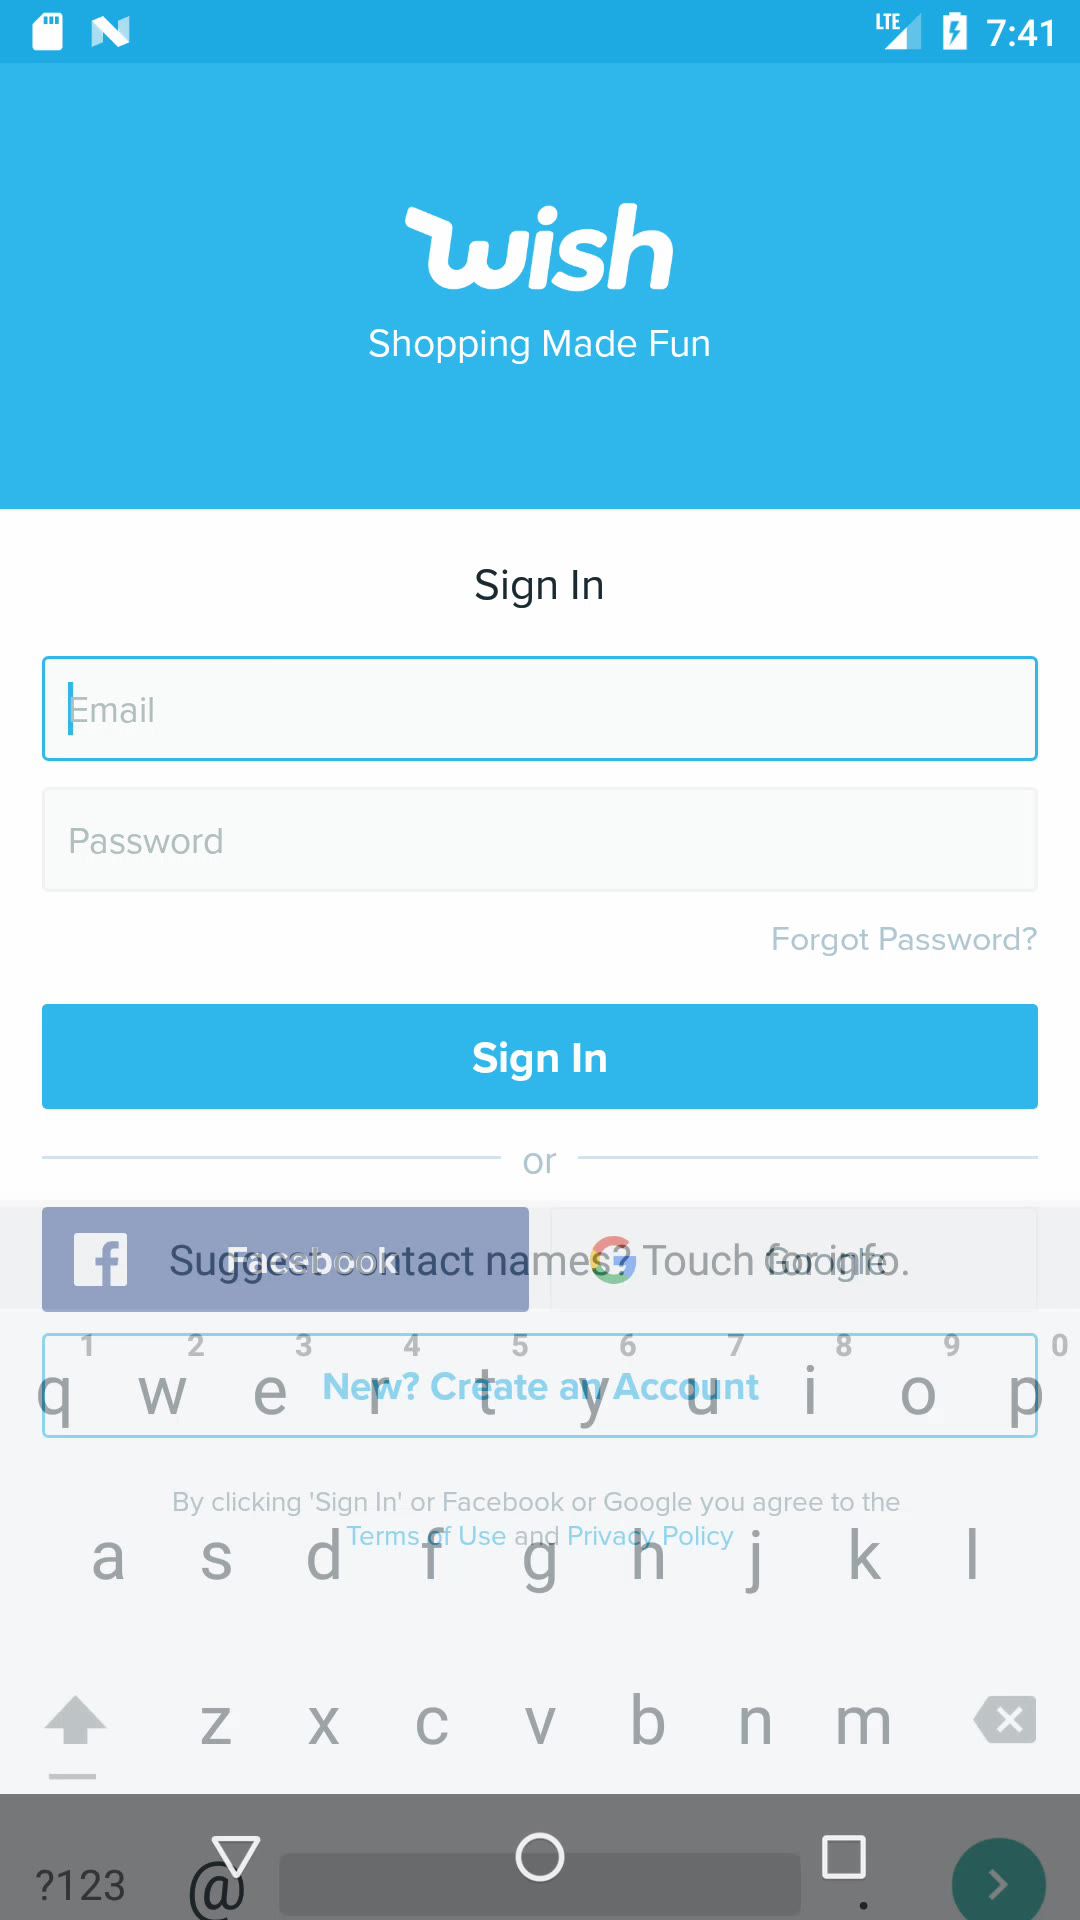 LTE 7:41
wish
Shopping Made Fun
Sign In
Email
Password
Forgot Password?
Sign In
or
Facebook
Google
Suggest contact names? Touch for info.
1 2 3 4 5 6 7 8 9 0
q w e r t y u i o p
New? Create an Account
By clicking 'Sign In' or Facebook or Google you agree to the
Terms of Use and Privacy Policy
a s d f g h j k l
z x c v b n m
?123 @ .